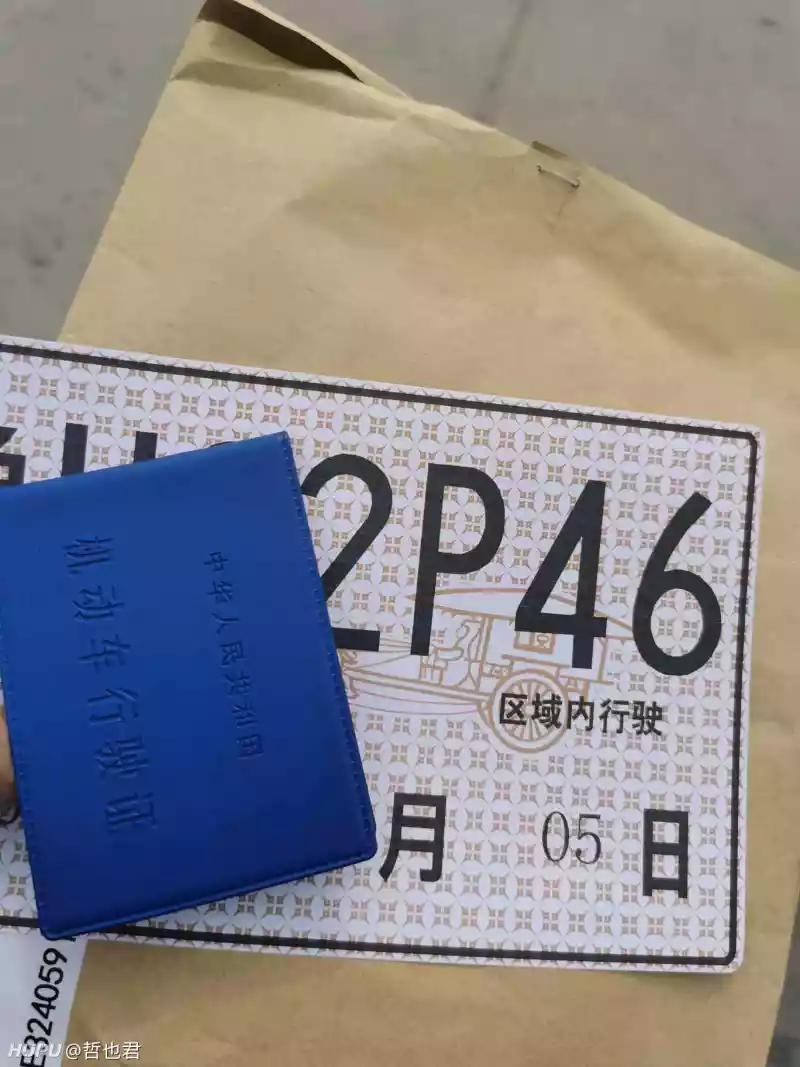 2P46
区域内行驶
月 05 日
中华人民共和国
机动车行驶证
E324059
HUPU @哲也君